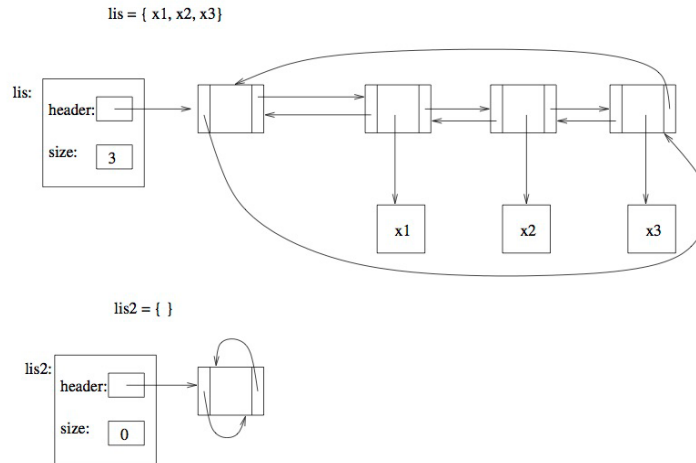 lis = { x1, x2, x3}
lis:
header:
size:
3
x1
x2
x3
lis2 = { }
lis2:
header:
size:
0